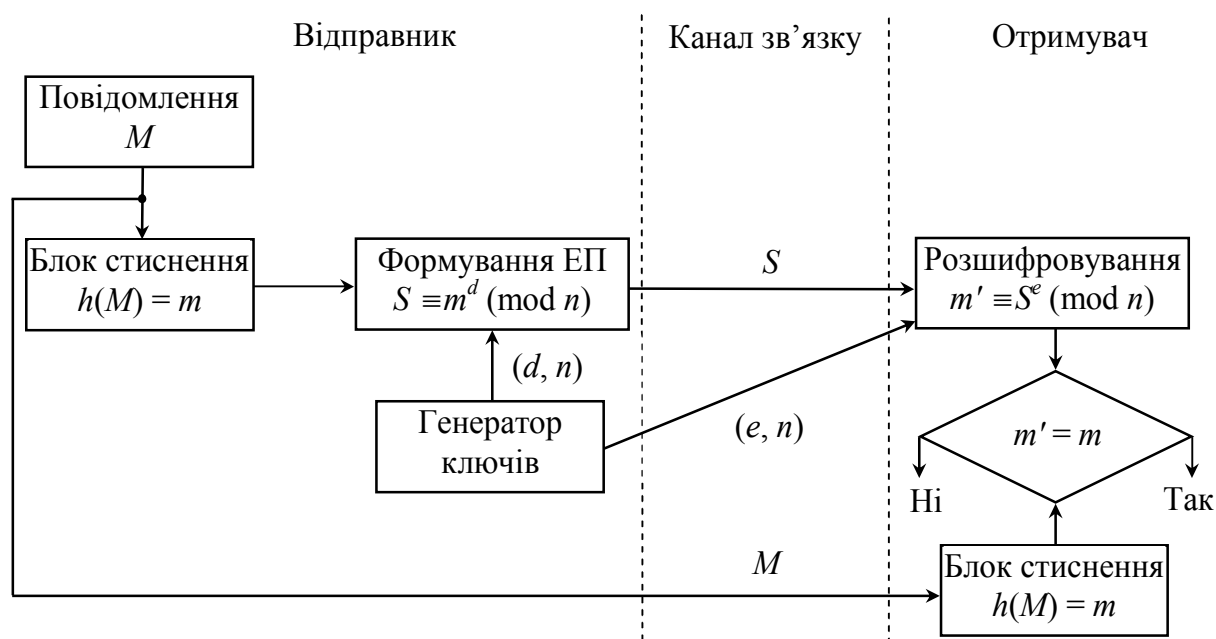 Відправник
Канал зв’язку
Отримувач
Повідомлення
M
Блок стиснення
h(M) = m
Формування ЕП
S ≡m^d (mod n)
S
Розшифровування
m′ ≡S^e (mod n)
(d, n)
Генератор
ключів
(e, n)
m′ = m
Ні
Так
M
Блок стиснення
h(M) = m